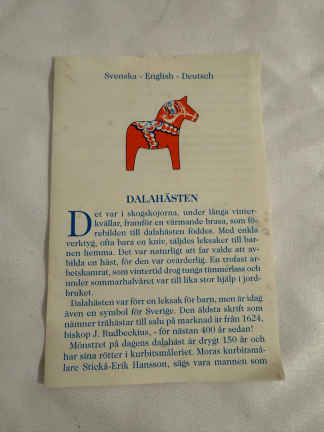 Svenska - English - Deutsch
DALAHÄSTEN
Det var i skogskojorna, under långa vinter-
kvällar, framför en värmande brasa, som fö-
rebilden till dalahästen föddes. Med enkla
verktyg, ofta bara en kniv, täljdes leksaker till bar-
nen hemma. Det var naturligt att far valde att av-
bilda en häst, för den var ovärderlig. En trofast ar-
betskamrat, som vintertid drog tunga timmerlass och
under sommarhalvåret var till lika stor hjälp i jord-
bruket.
Dalahästen var förr en leksak för barn, men är idag
även en symbol för Sverige. Den äldsta skrift som
nämner trähästar till salu på marknad är från 1624,
biskop J. Rudbeckius, - för nästan 400 år sedan!
Mönstret på dagens dalahäst är drygt 150 år och
har sina rötter i kurbitsmåleriet. Moras kurbitsmå-
lare Stickå-Erik Hansson, sägs vara mannen som